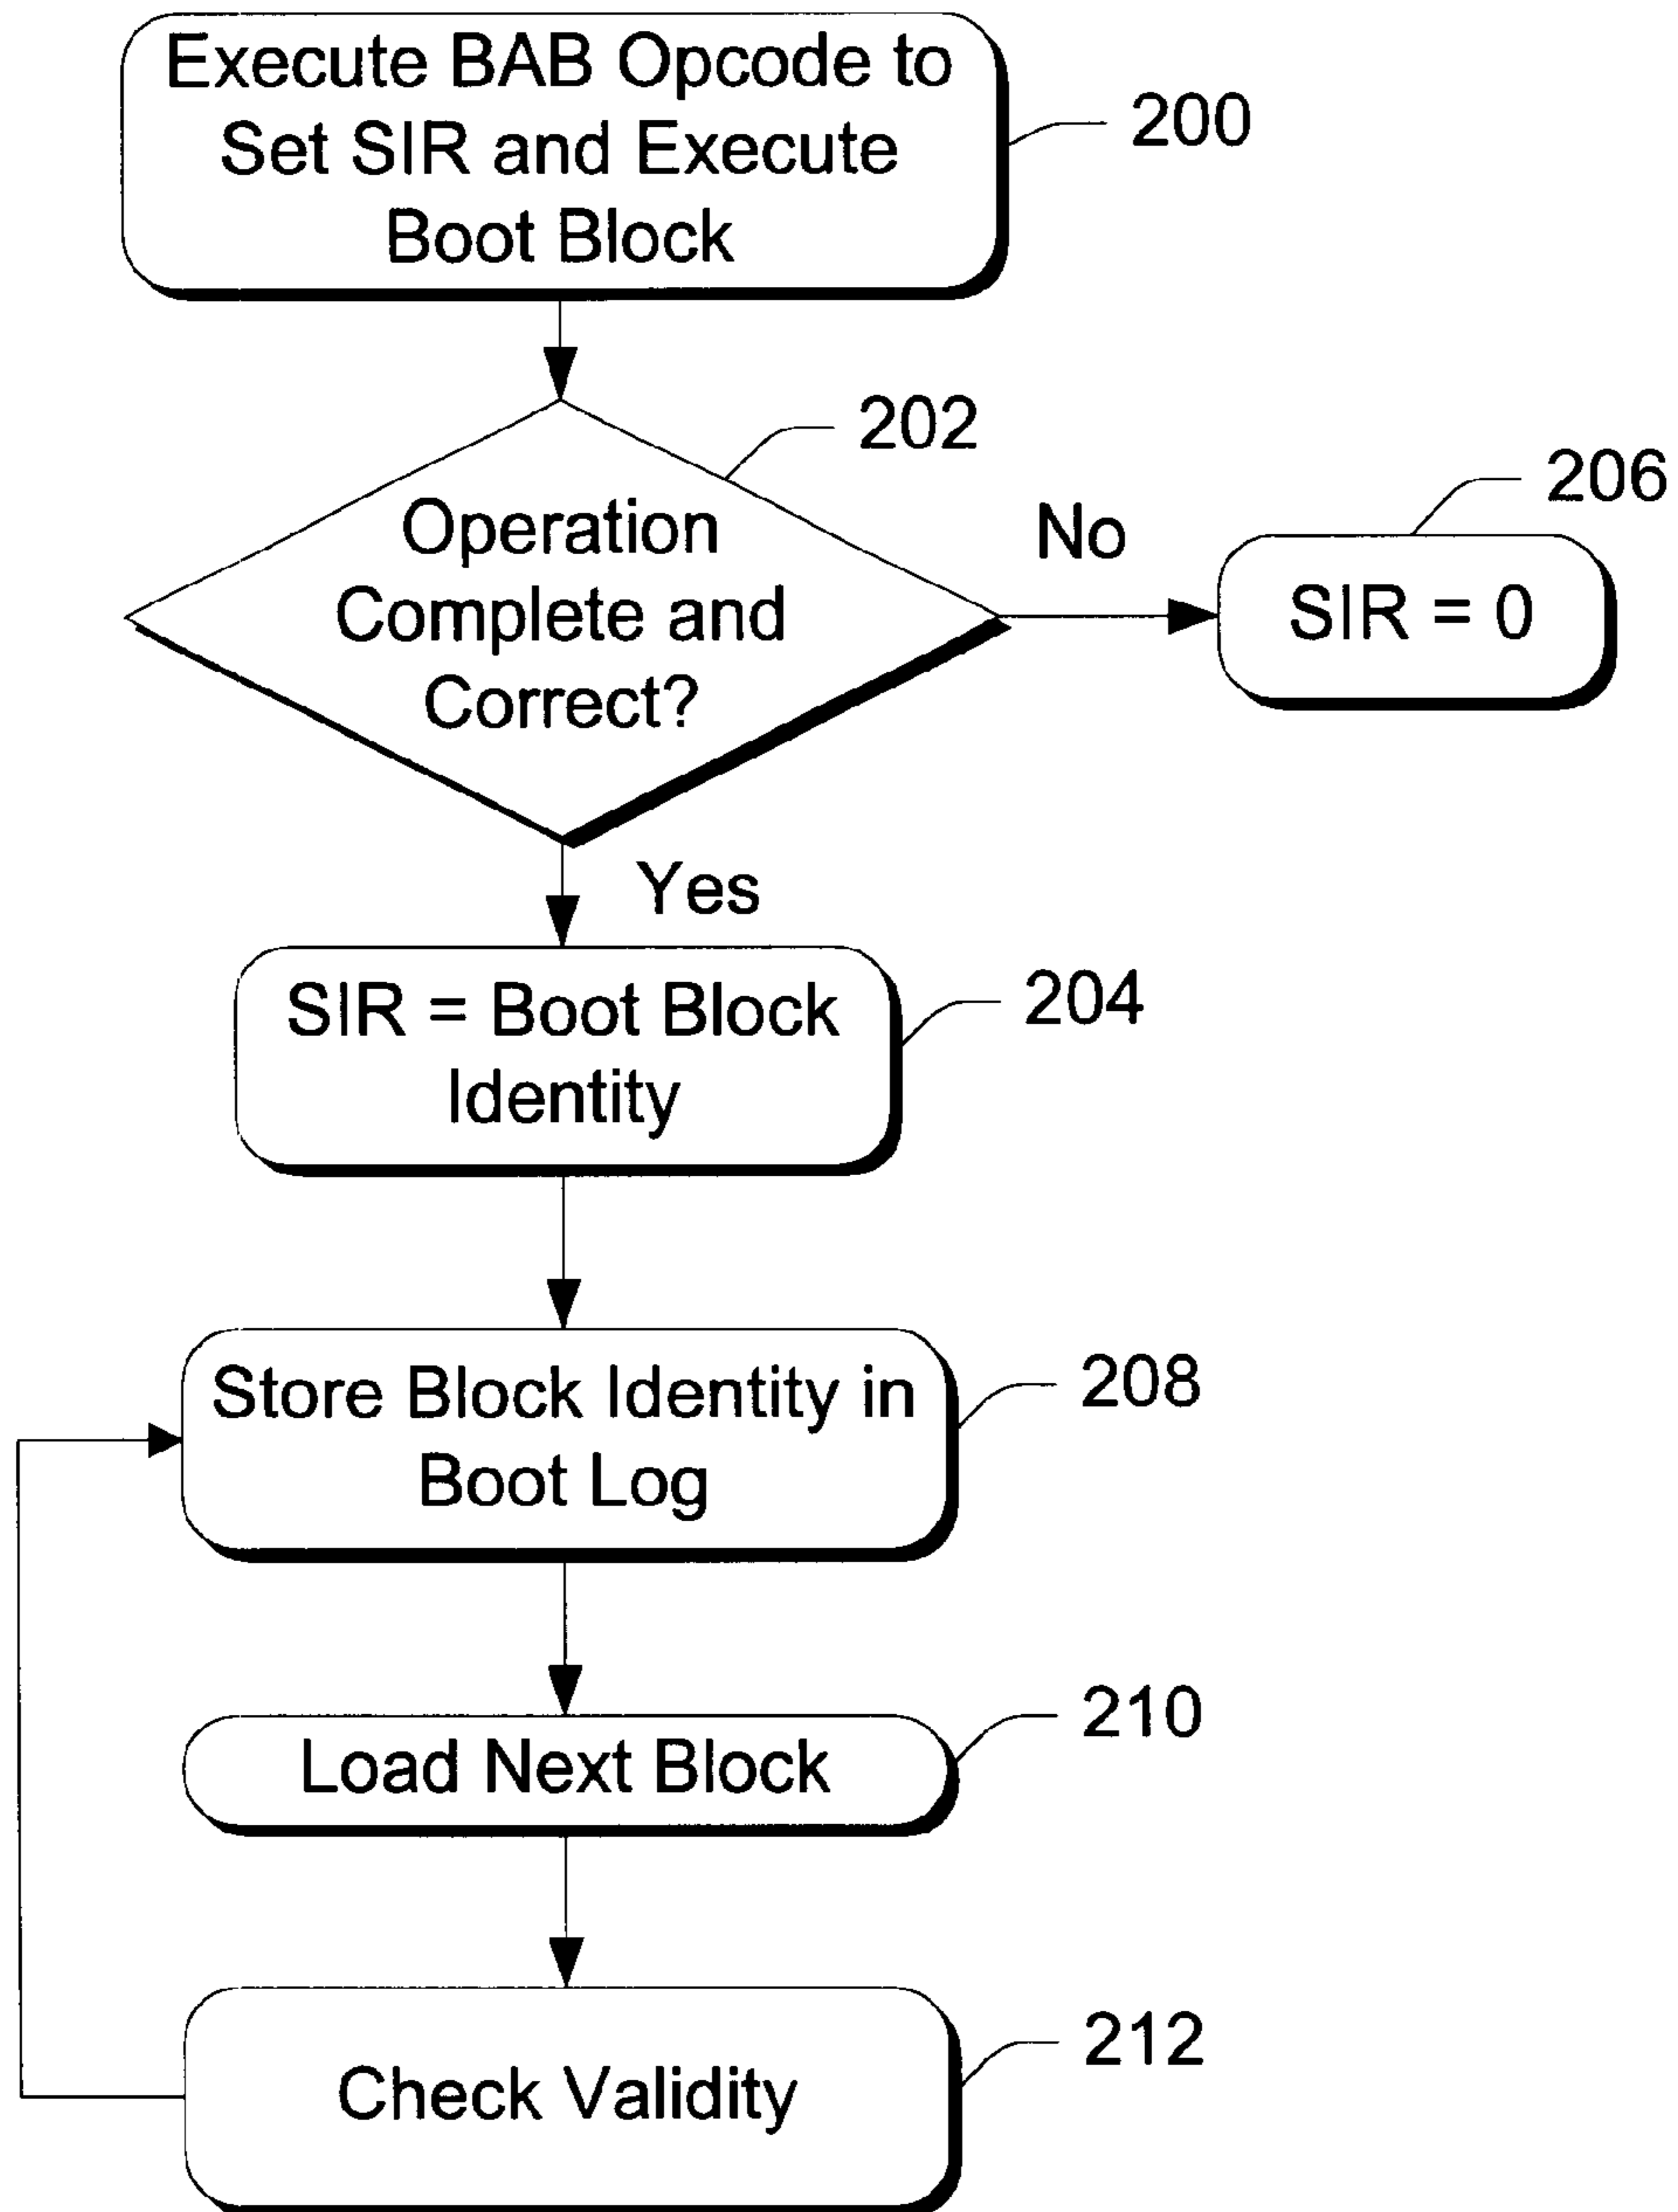 Execute BAB Opcode to
Set SIR and Execute
Boot Block
200
202
Operation
Complete and
Correct?
No
206
SIR = 0
Yes
204
SIR = Boot Block
Identity
208
Store Block Identity in
Boot Log
210
Load Next Block
212
Check Validity